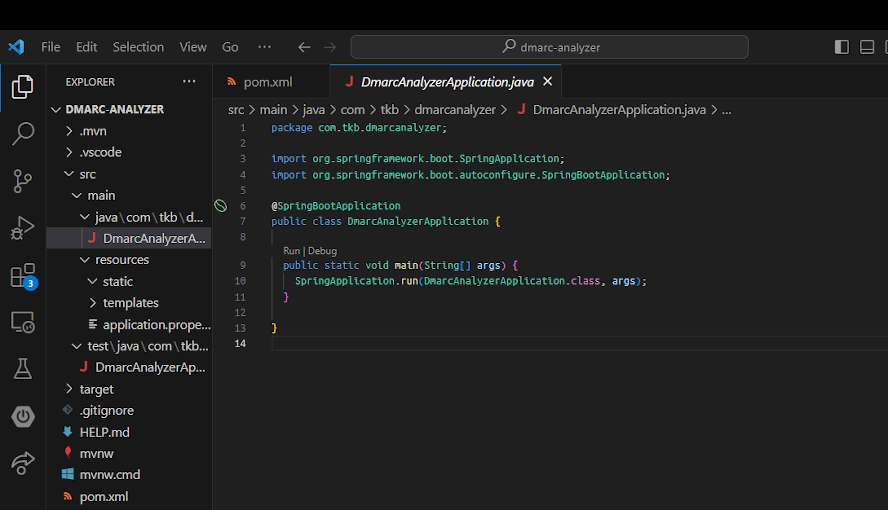 File Edit Selection View Go ··· dmarc-analyzer
EXPLORER ···
DMARC-ANALYZER
.mvn
.vscode
src
main
java\com\tkb\d...
DmarcAnalyzerA...
resources
static
templates
application.prope...
test\java\com\tkb...
DmarcAnalyzerAp...
target
.gitignore
HELP.md
mvnw
mvnw.cmd
pom.xml
3
pom.xml J DmarcAnalyzerApplication.java
src > main > java > com > tkb > dmarcanalyzer > J DmarcAnalyzerApplication.java > ...
1 package com.tkb.dmarcanalyzer;
2
3 import org.springframework.boot.SpringApplication;
4 import org.springframework.boot.autoconfigure.SpringBootApplication;
5
6 @SpringBootApplication
7 public class DmarcAnalyzerApplication {
8
Run | Debug
9 public static void main(String[] args) {
10 SpringApplication.run(DmarcAnalyzerApplication.class, args);
11 }
12
13 }
14